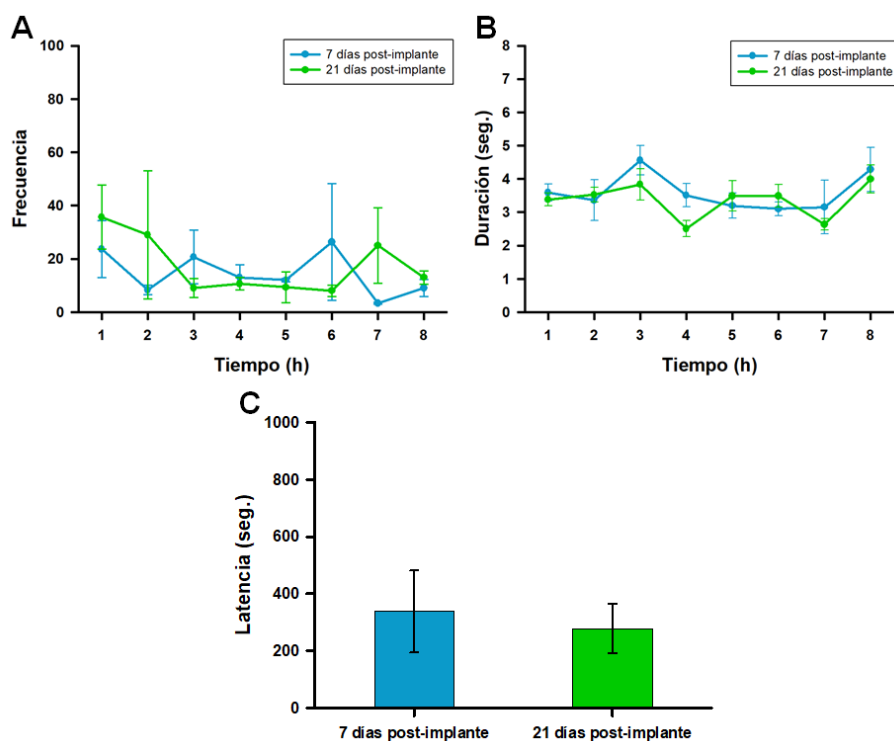 A
100
80
60
40
20
0
Frecuencia
1 2 3 4 5 6 7 8
Tiempo (h)
7 días post-implante
21 días post-implante
B
8
7
6
5
4
3
2
1
0
Duración (seg.)
1 2 3 4 5 6 7 8
Tiempo (h)
7 días post-implante
21 días post-implante
C
1000
800
600
400
200
0
Latencia (seg.)
7 días post-implante 21 días post-implante